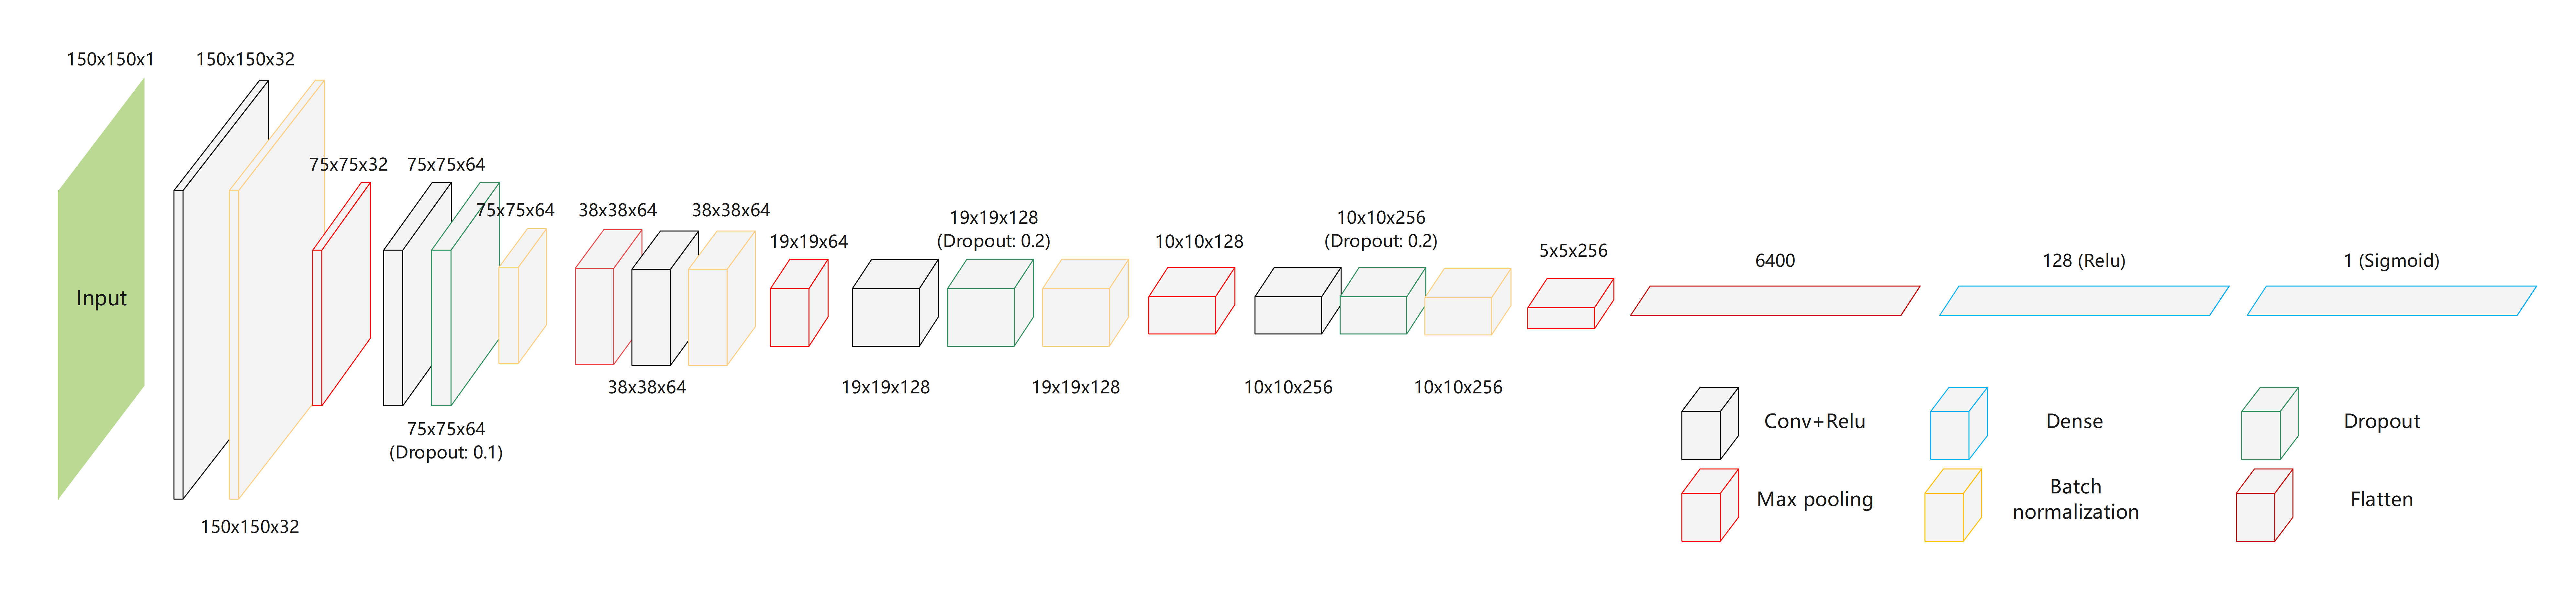 150x150x1
150x150x32
150x150x32
75x75x32
75x75x64
75x75x64
(Dropout: 0.1)
75x75x64
38x38x64
38x38x64
38x38x64
19x19x64
19x19x128
19x19x128
(Dropout: 0.2)
19x19x128
10x10x128
10x10x256
10x10x256
(Dropout: 0.2)
10x10x256
5x5x256
6400
128 (Relu)
1 (Sigmoid)
Input
Conv+Relu
Dense
Dropout
Max pooling
Batch
normalization
Flatten